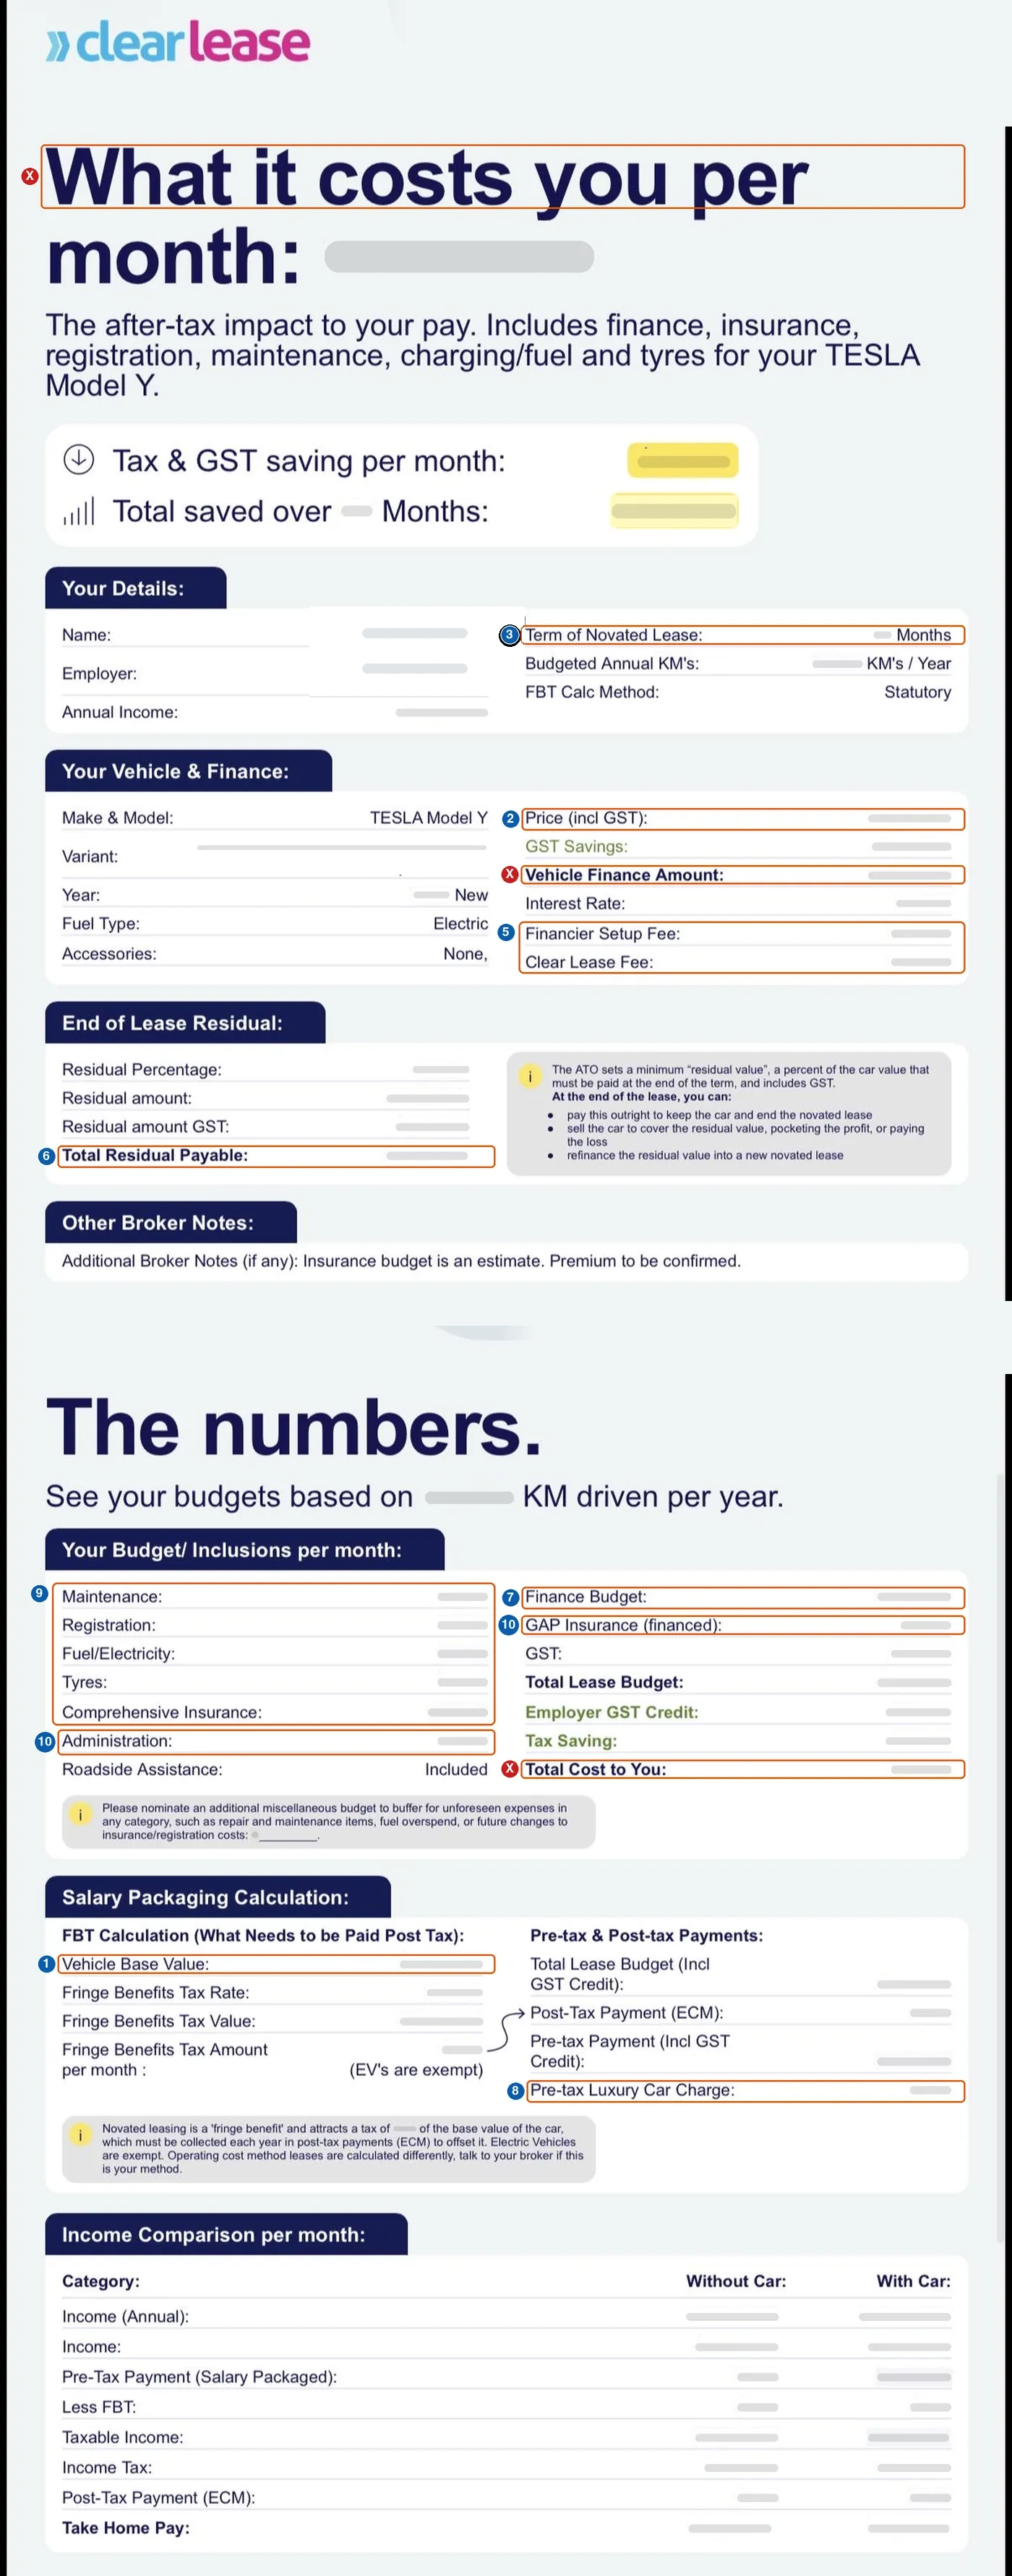 clearlease
X What it costs you per
month:
The after-tax impact to your pay. Includes finance, insurance,
registration, maintenance, charging/fuel and tyres for your TESLA
Model Y.
Tax & GST saving per month:
Total saved over Months:
Your Details:
Name:
Employer:
Annual Income:
3 Term of Novated Lease: Months
Budgeted Annual KM's: KM's / Year
FBT Calc Method: Statutory
Your Vehicle & Finance:
Make & Model: TESLA Model Y
Variant:
Year: New
Fuel Type: Electric
Accessories: None,
2 Price (incl GST):
GST Savings:
X Vehicle Finance Amount:
Interest Rate:
5 Financier Setup Fee:
Clear Lease Fee:
End of Lease Residual:
Residual Percentage:
Residual amount:
Residual amount GST:
6 Total Residual Payable:
i The ATO sets a minimum “residual value”, a percent of the car value that
must be paid at the end of the term, and includes GST.
At the end of the lease, you can:
● pay this outright to keep the car and end the novated lease
● sell the car to cover the residual value, pocketing the profit, or paying
the loss
● refinance the residual value into a new novated lease
Other Broker Notes:
Additional Broker Notes (if any): Insurance budget is an estimate. Premium to be confirmed.
The numbers.
See your budgets based on KM driven per year.
Your Budget/ Inclusions per month:
9 Maintenance:
Registration:
Fuel/Electricity:
Tyres:
Comprehensive Insurance:
10 Administration:
Roadside Assistance: Included
7 Finance Budget:
10 GAP Insurance (financed):
GST:
Total Lease Budget:
Employer GST Credit:
Tax Saving:
X Total Cost to You:
i Please nominate an additional miscellaneous budget to buffer for unforeseen expenses in
any category, such as repair and maintenance items, fuel overspend, or future changes to
insurance/registration costs: _________.
Salary Packaging Calculation:
FBT Calculation (What Needs to be Paid Post Tax):
1 Vehicle Base Value:
Fringe Benefits Tax Rate:
Fringe Benefits Tax Value:
Fringe Benefits Tax Amount
per month : (EV's are exempt)
Pre-tax & Post-tax Payments:
Total Lease Budget (Incl
GST Credit):
Post-Tax Payment (ECM):
Pre-tax Payment (Incl GST
Credit):
8 Pre-tax Luxury Car Charge:
i Novated leasing is a 'fringe benefit' and attracts a tax of of the base value of the car,
which must be collected each year in post-tax payments (ECM) to offset it. Electric Vehicles
are exempt. Operating cost method leases are calculated differently, talk to your broker if this
is your method.
Income Comparison per month:
Category: Without Car: With Car:
Income (Annual):
Income:
Pre-Tax Payment (Salary Packaged):
Less FBT:
Taxable Income:
Income Tax:
Post-Tax Payment (ECM):
Take Home Pay: